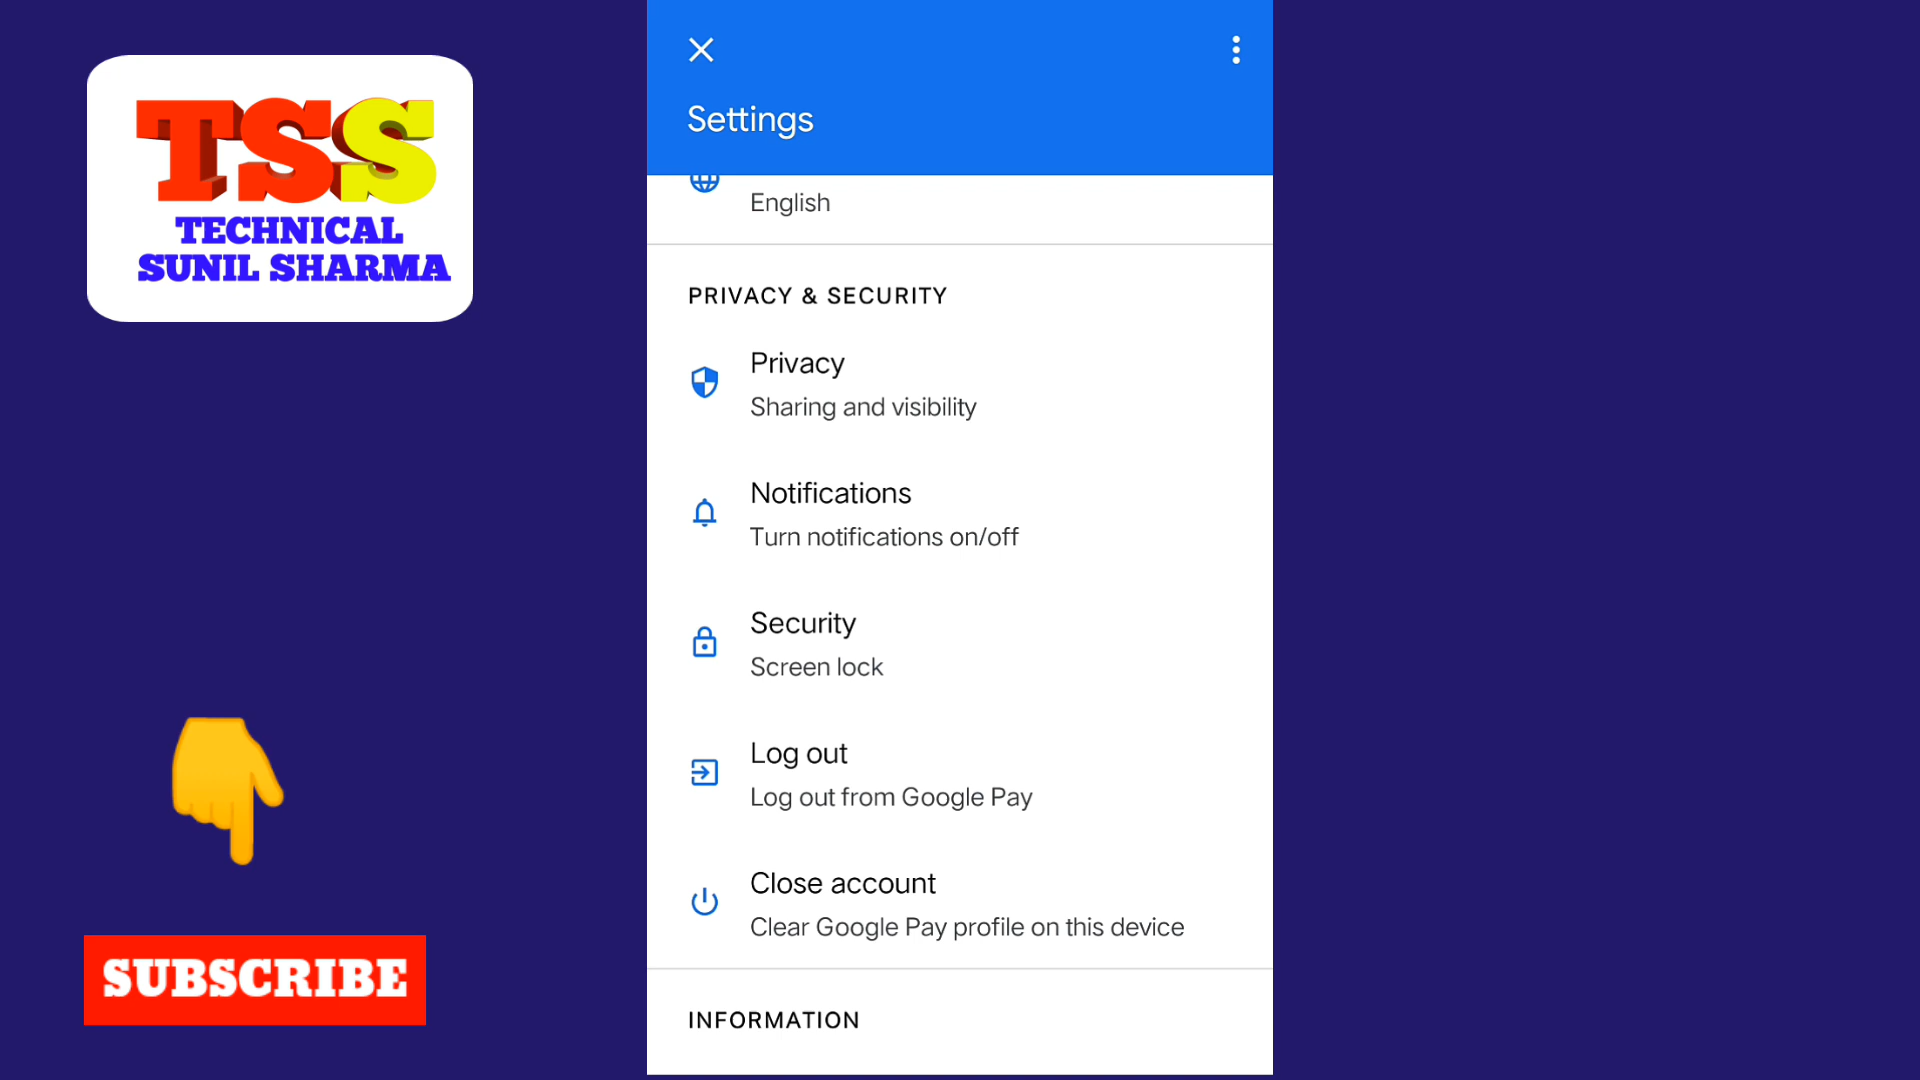 TSS
TECHNICAL
SUNIL SHARMA
SUBSCRIBE
Settings
English
PRIVACY & SECURITY
Privacy
Sharing and visibility
Notifications
Turn notifications on/off
Security
Screen lock
Log out
Log out from Google Pay
Close account
Clear Google Pay profile on this device
INFORMATION